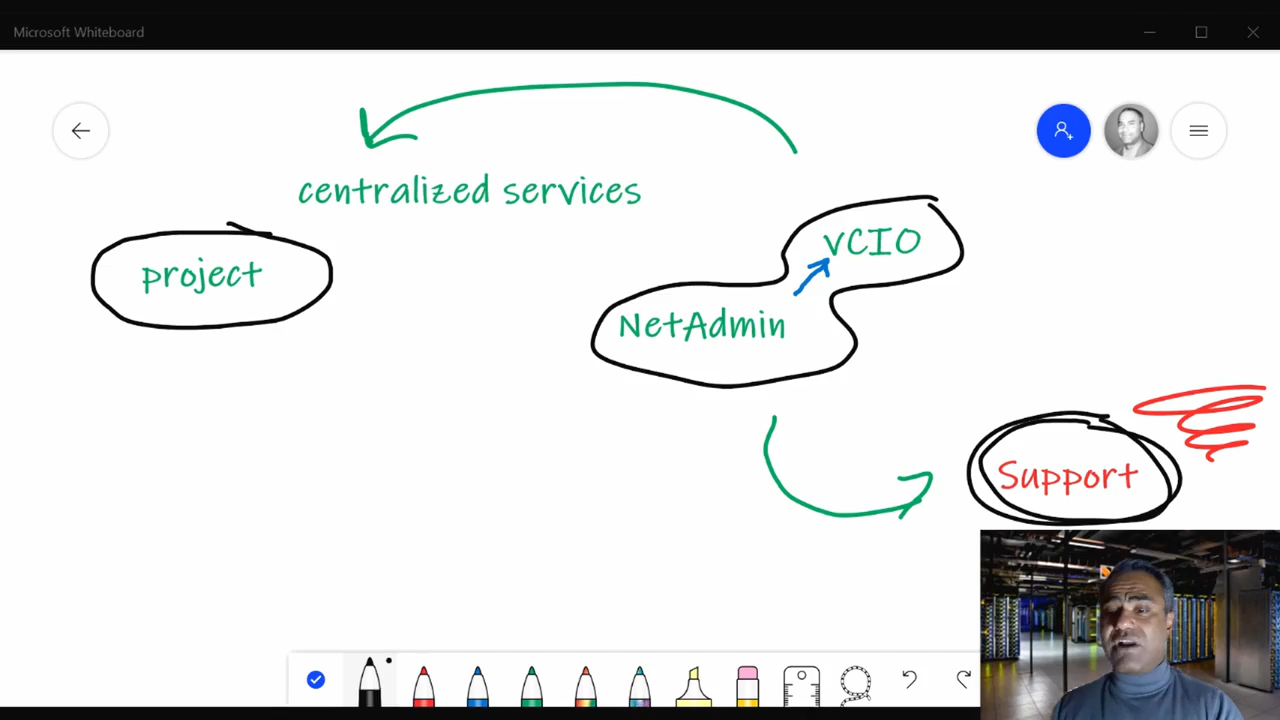 Microsoft Whiteboard
centralized services
vCIO
project
NetAdmin
Support